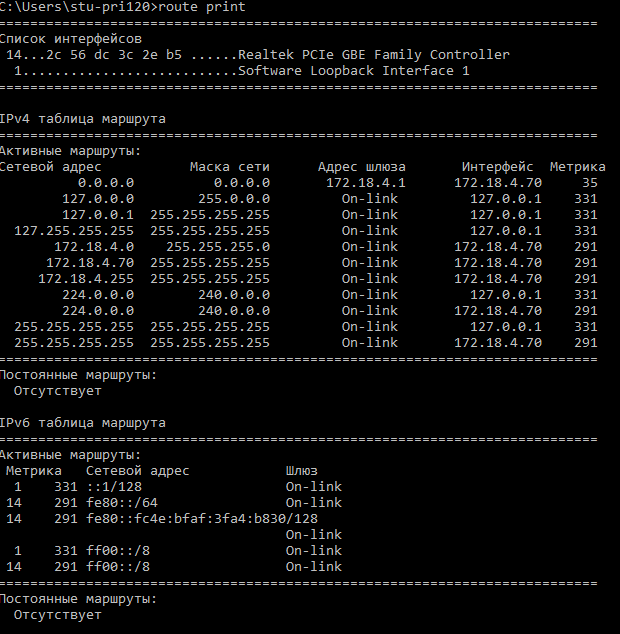 C:\Users\stu-pri120>route print
===========================================================================
Список интерфейсов
 14...2c 56 dc 3c 2e b5 ......Realtek PCIe GBE Family Controller
  1...........................Software Loopback Interface 1
===========================================================================

IPv4 таблица маршрута
===========================================================================
Активные маршруты:
Сетевой адрес           Маска сети      Адрес шлюза       Интерфейс  Метрика
          0.0.0.0          0.0.0.0       172.18.4.1      172.18.4.70     35
        127.0.0.0        255.0.0.0         On-link         127.0.0.1    331
        127.0.0.1  255.255.255.255         On-link         127.0.0.1    331
  127.255.255.255  255.255.255.255         On-link         127.0.0.1    331
       172.18.4.0    255.255.255.0         On-link       172.18.4.70    291
      172.18.4.70  255.255.255.255         On-link       172.18.4.70    291
     172.18.4.255  255.255.255.255         On-link       172.18.4.70    291
        224.0.0.0        240.0.0.0         On-link         127.0.0.1    331
        224.0.0.0        240.0.0.0         On-link       172.18.4.70    291
  255.255.255.255  255.255.255.255         On-link         127.0.0.1    331
  255.255.255.255  255.255.255.255         On-link       172.18.4.70    291
===========================================================================
Постоянные маршруты:
  Отсутствует

IPv6 таблица маршрута
===========================================================================
Активные маршруты:
 Метрика   Сетевой адрес            Шлюз
  1    331 ::1/128                  On-link
 14    291 fe80::/64                On-link
 14    291 fe80::fc4e:bfaf:3fa4:b830/128
                                    On-link
  1    331 ff00::/8                 On-link
 14    291 ff00::/8                 On-link
===========================================================================
Постоянные маршруты:
  Отсутствует